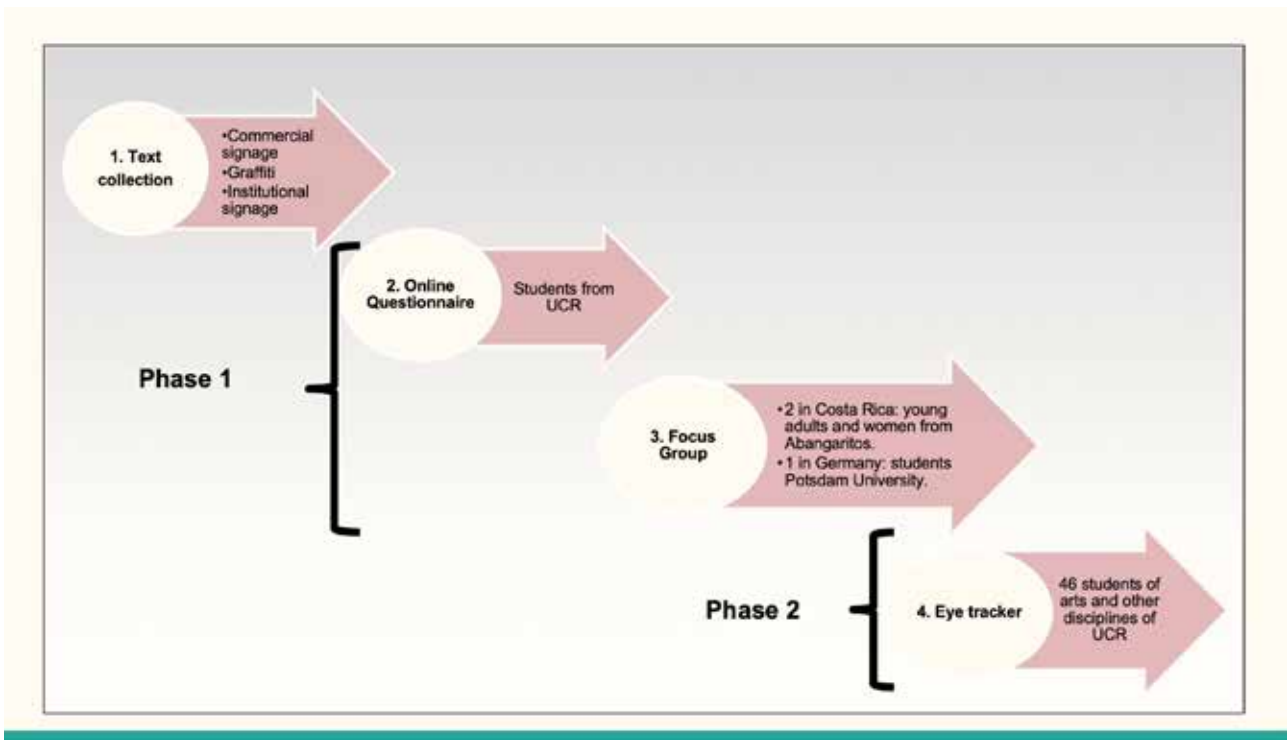 1. Text
collection
•Commercial
signage
•Graffiti
•Institutional
signage
2. Online
Questionnaire
Students from
UCR
Phase 1
3. Focus
Group
•2 in Costa Rica: young
adults and women from
Abangaritos.
•1 in Germany: students
Potsdam University.
Phase 2
4. Eye tracker
46 students of
arts and other
disciplines of
UCR